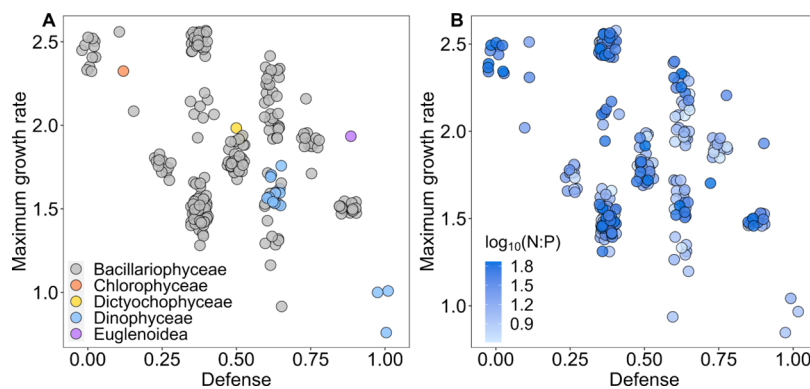 A
Maximum growth rate
2.5
2.0
1.5
1.0
Bacillariophyceae
Chlorophyceae
Dictyochophyceae
Dinophyceae
Euglenoidea
0.00 0.25 0.50 0.75 1.00
Defense
B
Maximum growth rate
2.5
2.0
1.5
1.0
log10(N:P)
1.8
1.5
1.2
0.9
0.00 0.25 0.50 0.75 1.00
Defense